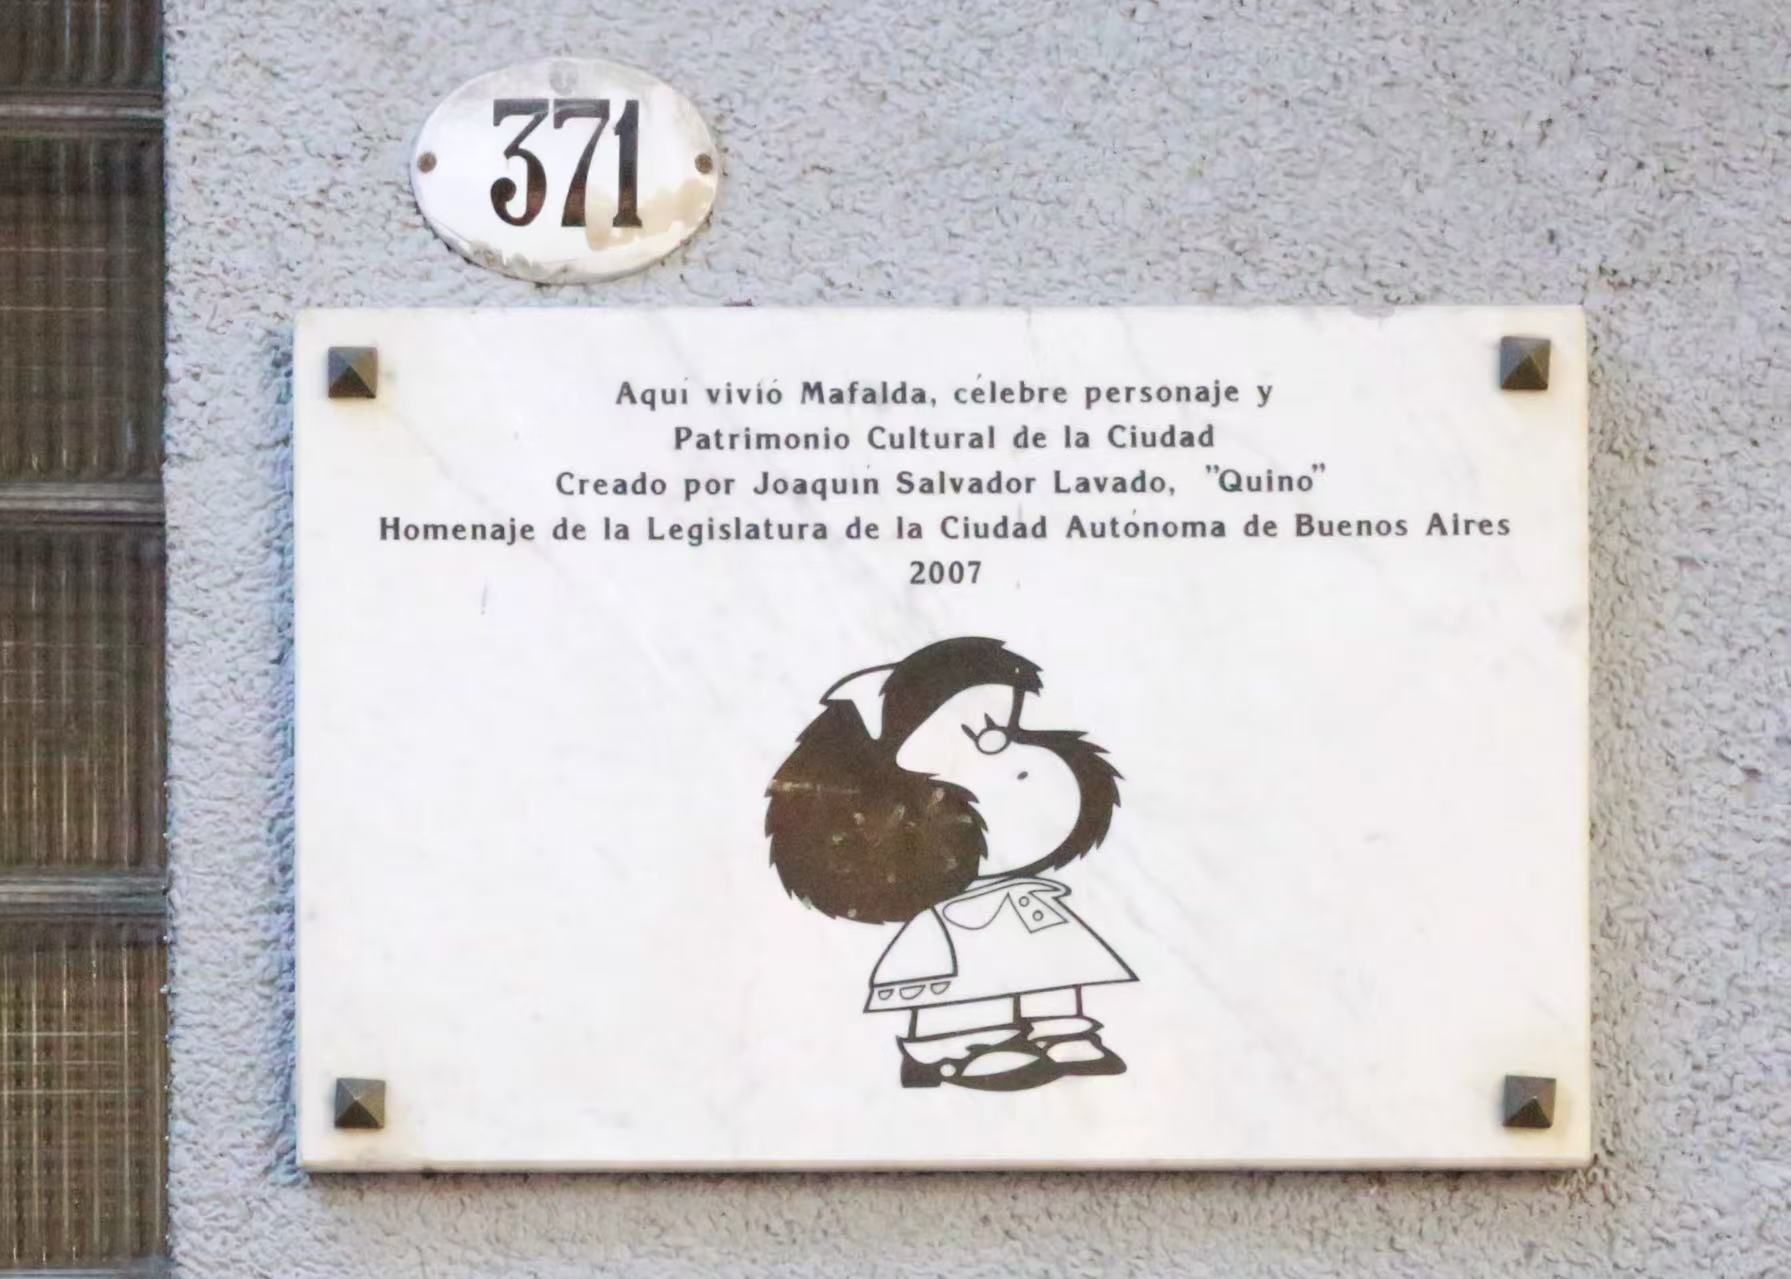 371
Aquí vivió Mafalda, célebre personaje y
Patrimonio Cultural de la Ciudad
Creado por Joaquín Salvador Lavado, ”Quino”
Homenaje de la Legislatura de la Ciudad Autónoma de Buenos Aires
2007